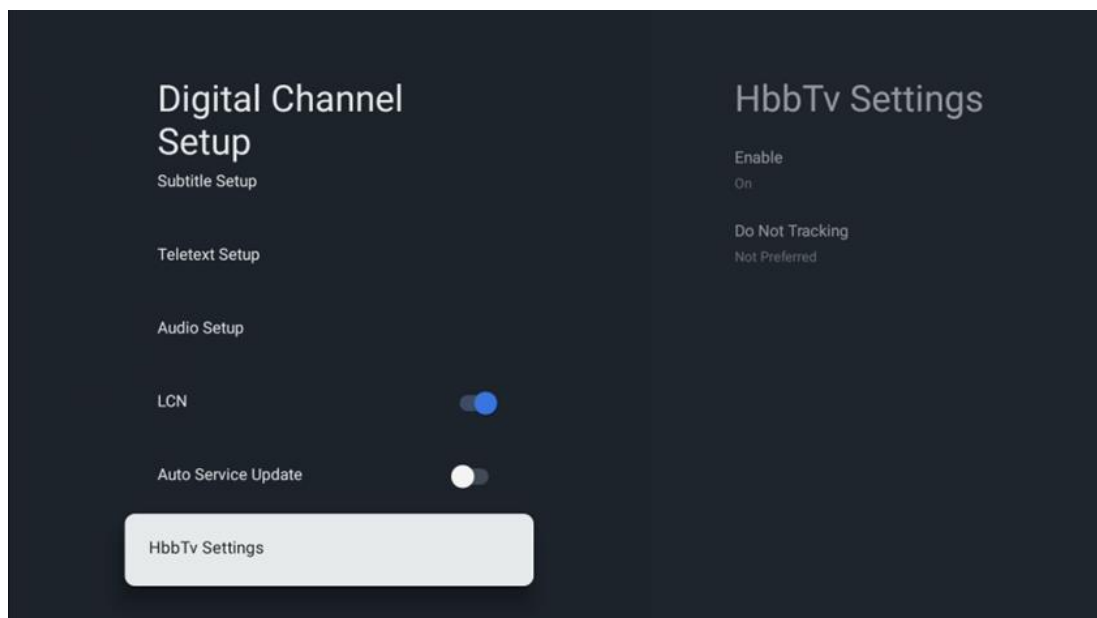 Digital Channel
Setup
Subtitle Setup
Teletext Setup
Audio Setup
LCN
Auto Service Update
HbbTv Settings
HbbTv Settings
Enable
On
Do Not Tracking
Not Preferred